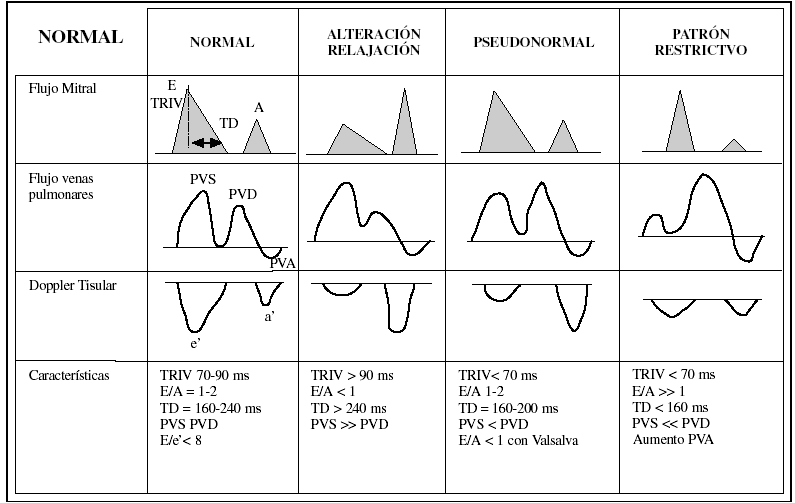 NORMAL
NORMAL
ALTERACIÓN
RELAJACIÓN
PSEUDONORMAL
PATRÓN
RESTRICTVO
Flujo Mitral
E
TRIV
TD
A
Flujo venas
pulmonares
PVS
PVD
PVA
Doppler Tisular
e’
a’
Características
TRIV 70-90 ms
E/A = 1-2
TD = 160-240 ms
PVS PVD
E/e’< 8
TRIV > 90 ms
E/A < 1
TD > 240 ms
PVS >> PVD
TRIV< 70 ms
E/A 1-2
TD = 160-200 ms
PVS < PVD
E/A < 1 con Valsalva
TRIV < 70 ms
E/A >> 1
TD < 160 ms
PVS << PVD
Aumento PVA